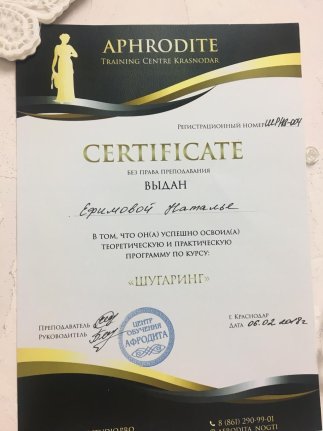 APHRODITE
TRAINING CENTRE KRASNODAR
РЕГИСТРАЦИОННЫЙ НОМЕР
CERTIFICATE
БЕЗ ПРАВА ПРЕПОДАВАНИЯ
ВЫДАН
Ефимовой Наталье
В ТОМ, ЧТО ОН(А) УСПЕШНО ОСВОИЛ(А)
ТЕОРЕТИЧЕСКУЮ И ПРАКТИЧЕСКУЮ
ПРОГРАММУ ПО КУРСУ:
«ШУГАРИНГ»
ПРЕПОДАВАТЕЛЬ
РУКОВОДИТЕЛЬ
ЦЕНТР
ОБУЧЕНИЯ
АФРОДИТА
Г. КРАСНОДАР
ДАТА 06.02.2018г
8 (861) 290-99-01
AFRODITA_NOGTI